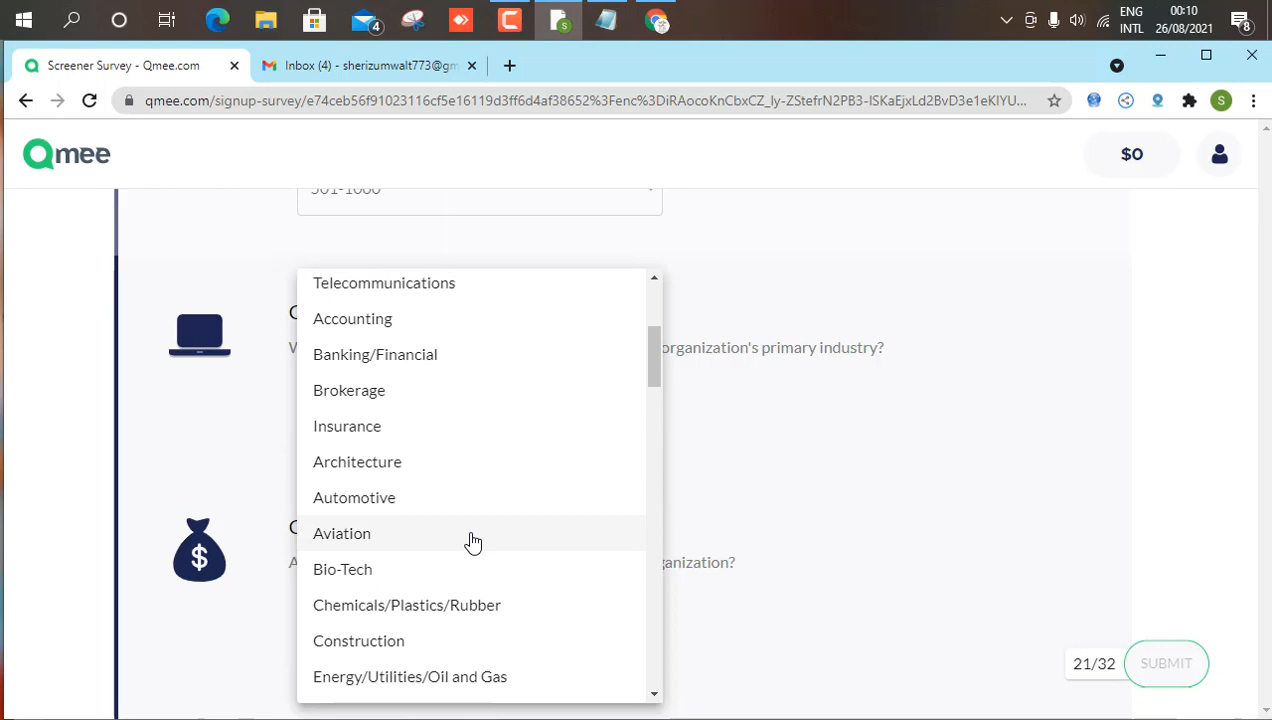 4
ENG
INTL
00:10
26/08/2021
8
Screener Survey - Qmee.com
Inbox (4) - sherizumwalt773@gm
qmee.com/signup-survey/e74ceb56f91023116cf5e16119d3ff6d4af38652%3Fenc%3DiRAocoKnCbxCZ_ly-ZStefrN2PB3-ISKaEjxLd2BvD3e1eKIYU...
S
Qmee
$0
501-1000
Telecommunications
Accounting
organization's primary industry?
Banking/Financial
Brokerage
Insurance
Architecture
Automotive
Aviation
ganization?
Bio-Tech
Chemicals/Plastics/Rubber
Construction
21/32 SUBMIT
Energy/Utilities/Oil and Gas